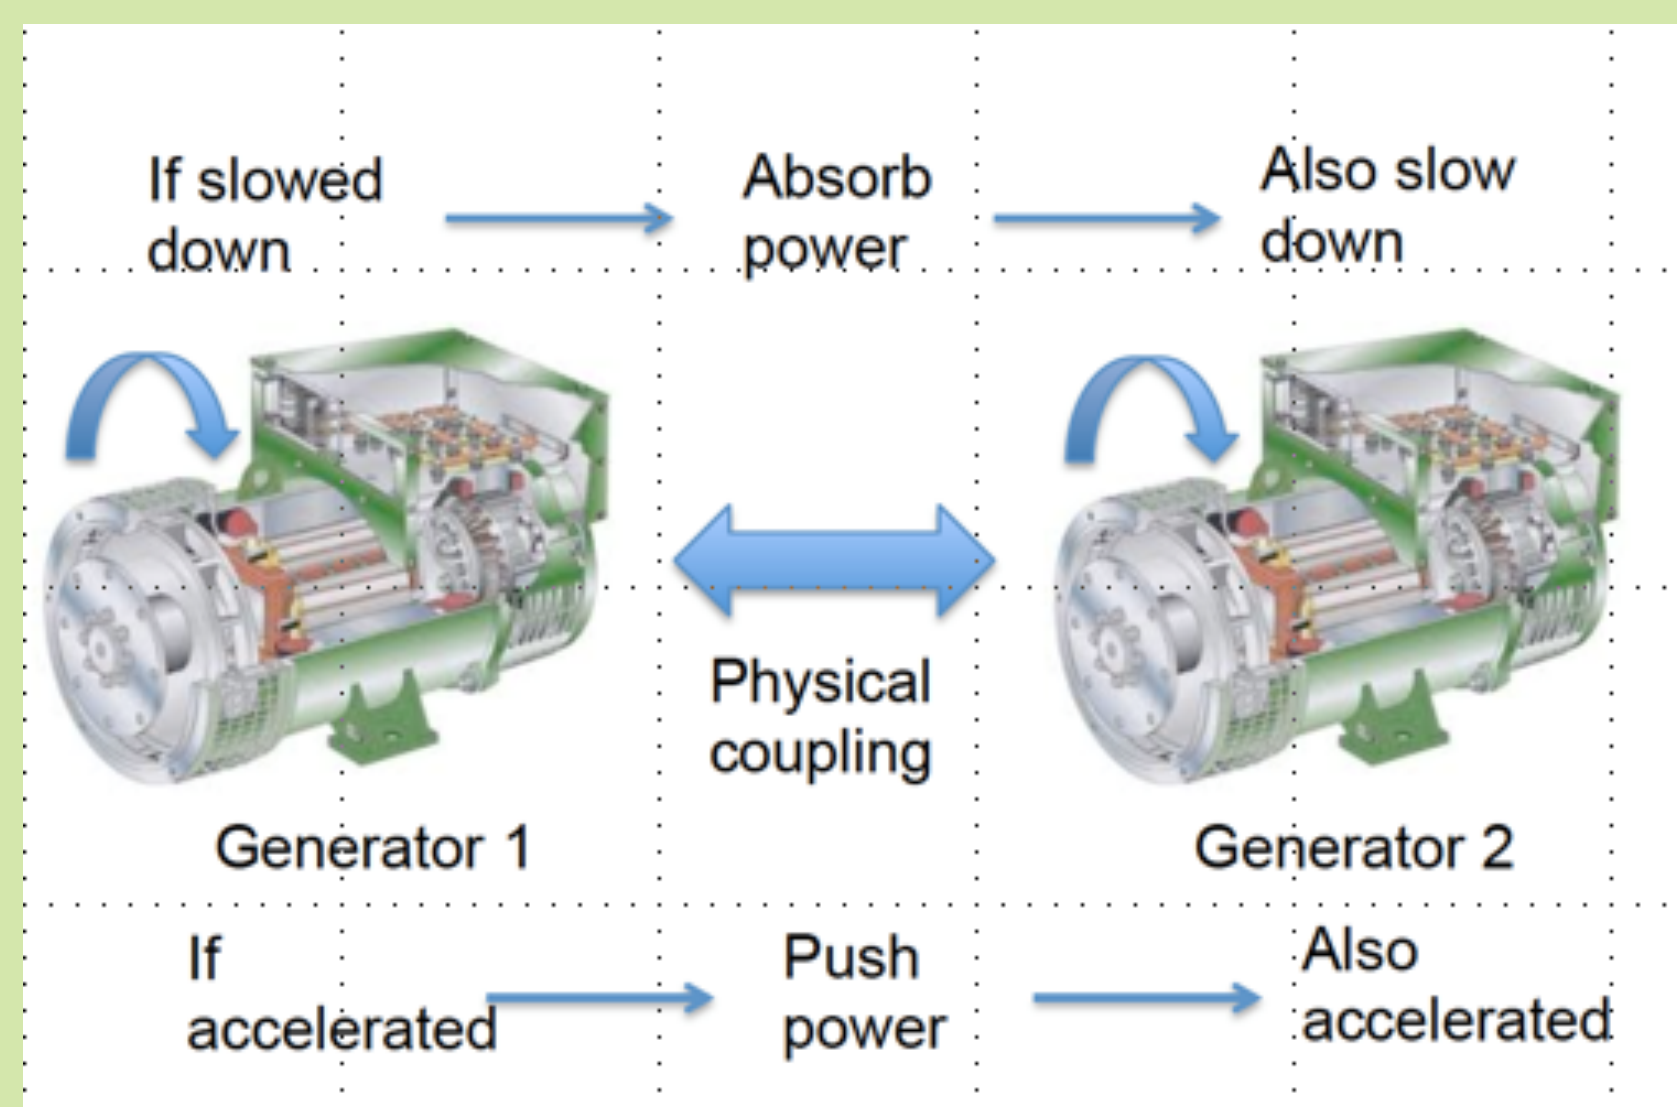 If slowed
down
Absorb
power
Also slow
down
Physical
coupling
Generator 1
Generator 2
If
accelerated
Push
power
Also
accelerated